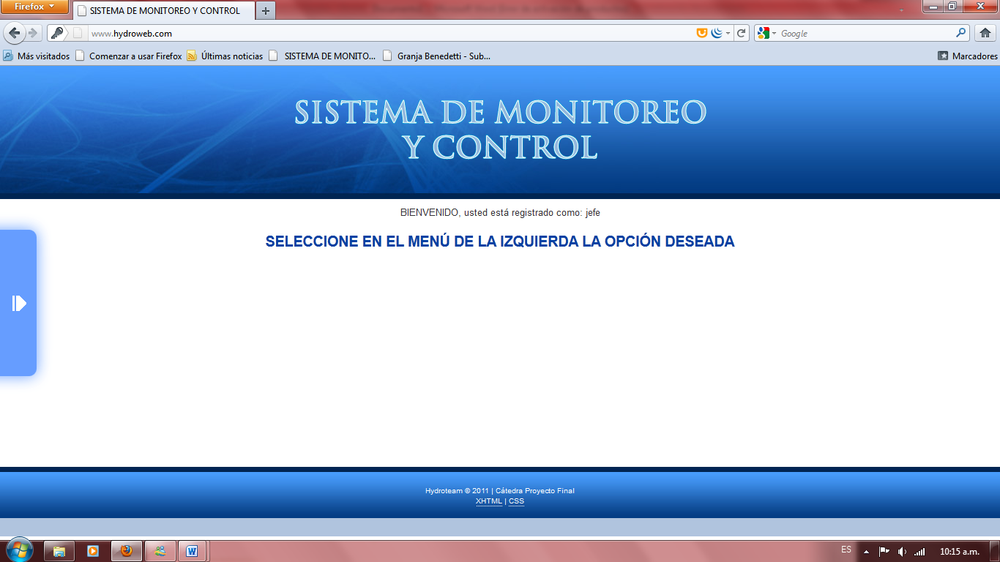 Firefox
SISTEMA DE MONITOREO Y CONTROL
www.hydroweb.com
Google
Más visitados
Comenzar a usar Firefox
Últimas noticias
SISTEMA DE MONITO...
Granja Benedetti - Sub...
Marcadores
SISTEMA DE MONITOREO
Y CONTROL
BIENVENIDO, usted está registrado como: jefe
SELECCIONE EN EL MENÚ DE LA IZQUIERDA LA OPCIÓN DESEADA
Hydroteam © 2011 | Cátedra Proyecto Final
XHTML | CSS
ES
10:15 a.m.